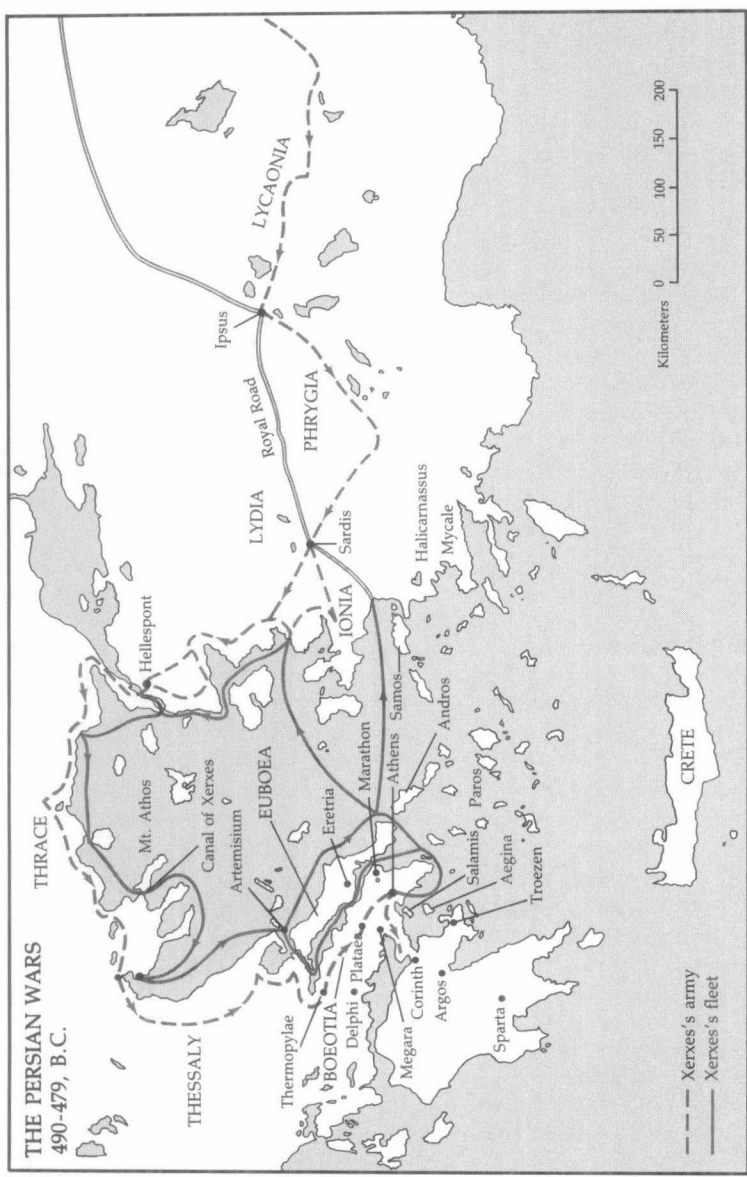 THE PERSIAN WARS
490-479, B.C.
THRACE
Hellespont
Mt. Athos
Canal of Xerxes
THESSALY
Artemisium
EUBOEA
LYDIA
Royal Road
Ipsus
LYCAONIA
PHRYGIA
Sardis
IONIA
Thermopylae
BOEOTIA
Delphi
Plataea
Eretria
Marathon
Athens
Samos
Halicarnassus
Mycale
Megara
Corinth
Argos
Salamis
Andros
Aegina
Paros
Troezen
Sparta
CRETE
Xerxes's army
Xerxes's fleet
Kilometers
0 50 100 150 200